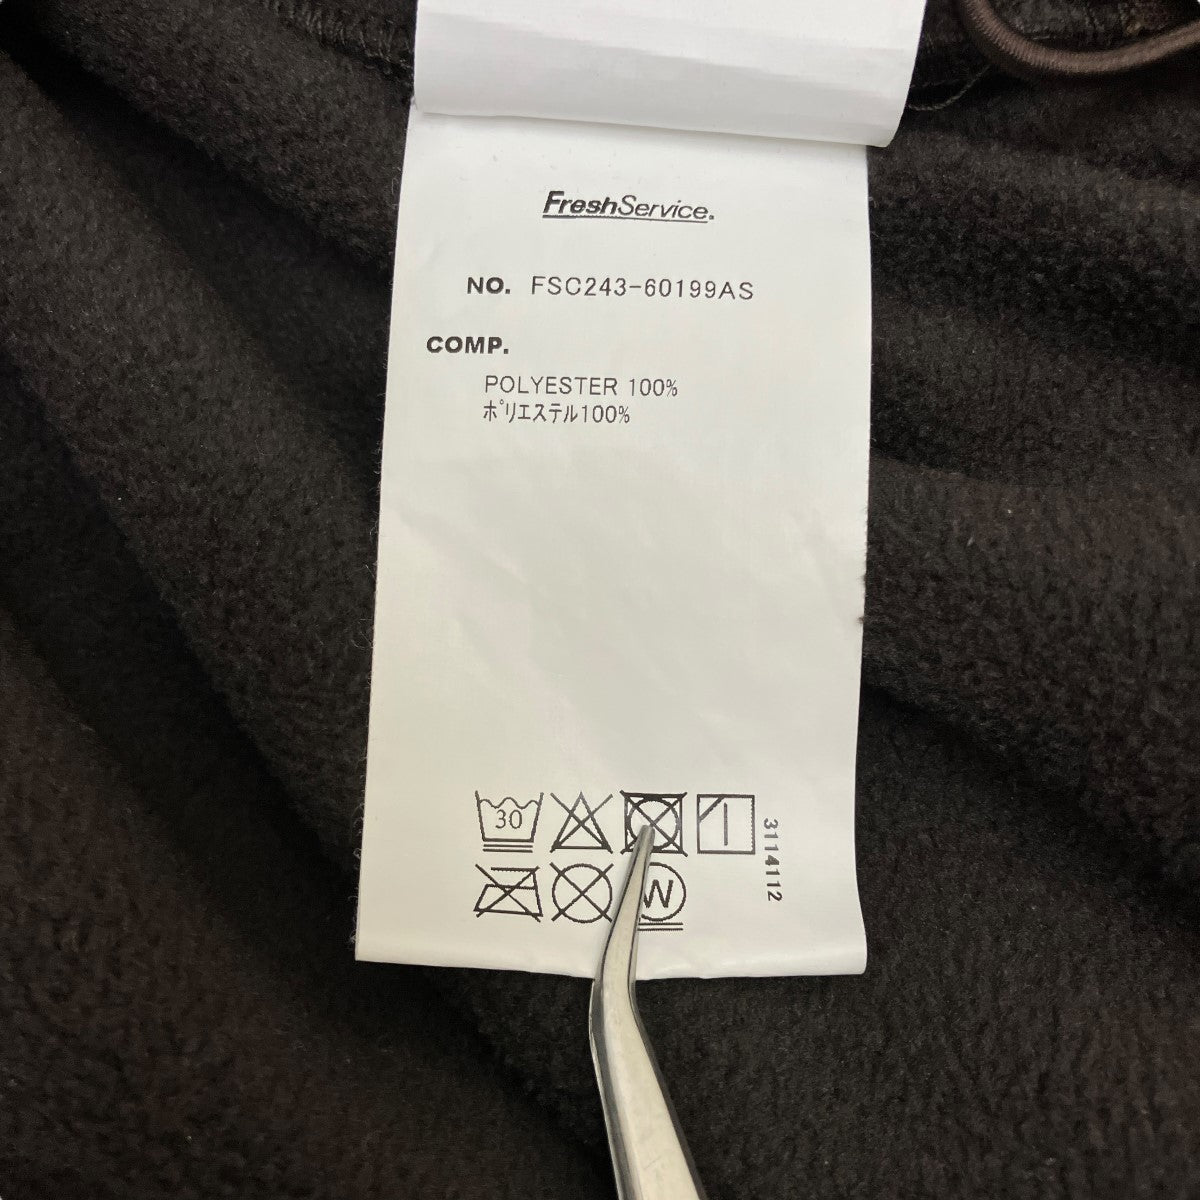 FreshService.
NO. FSC243-60199AS
COMP.
POLYESTER 100%
ﾎﾟﾘｴｽﾃﾙ100%
30
W
3114112